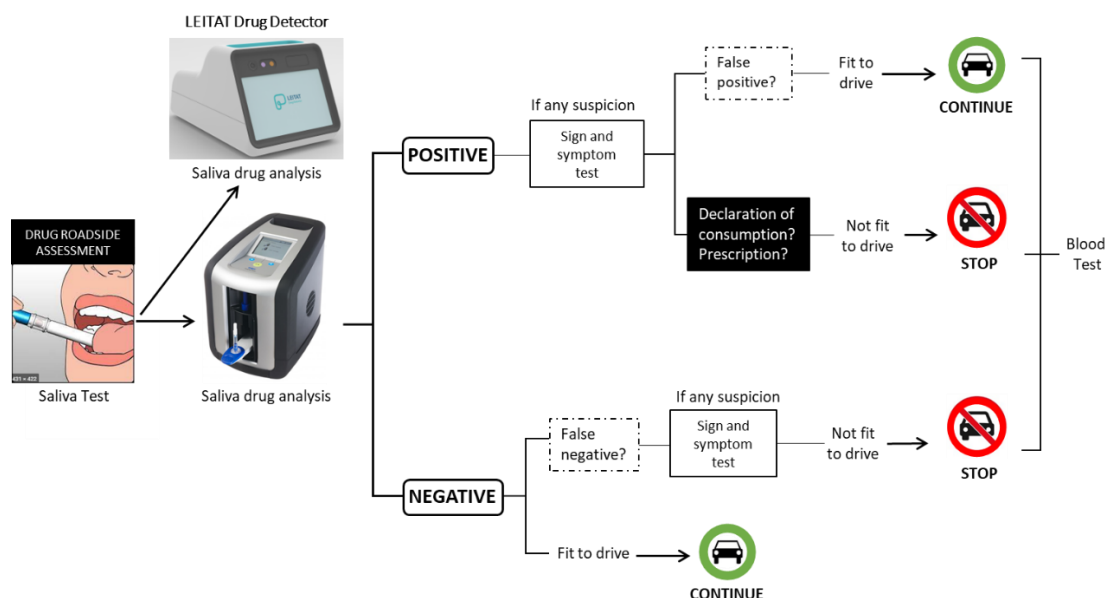 LEITAT Drug Detector
LEITAT
Saliva drug analysis
DRUG ROADSIDE
ASSESSMENT
431 × 422
Saliva Test
Saliva drug analysis
POSITIVE
If any suspicion
Sign and
symptom
test
False
positive?
Fit to
drive
CONTINUE
Declaration of
consumption?
Prescription?
Not fit
to drive
STOP
Blood
Test
NEGATIVE
False
negative?
If any suspicion
Sign and
symptom
test
Not fit
to drive
STOP
Fit to drive
CONTINUE